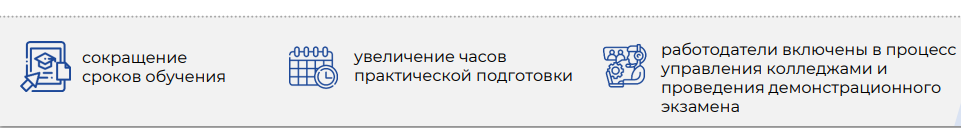 сокращение
сроков обучения
увеличение часов
практической подготовки
работодатели включены в процесс
управления колледжами и
проведения демонстрационного
экзамена